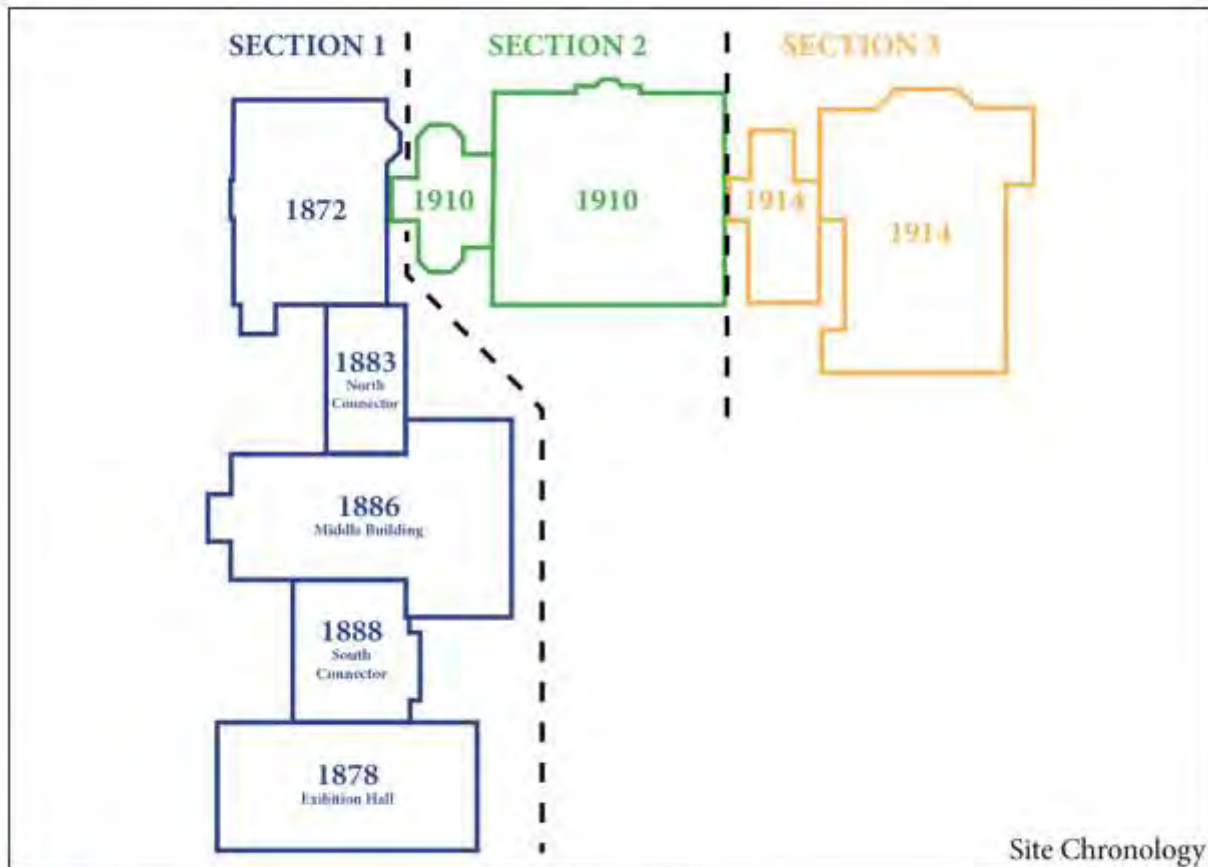 SECTION 1
SECTION 2
SECTION 3
1872
1910
1910
1914
1914
1883
North
Connector
1886
Middle Building
1888
South
Connector
1878
Exibition Hall
Site Chronology